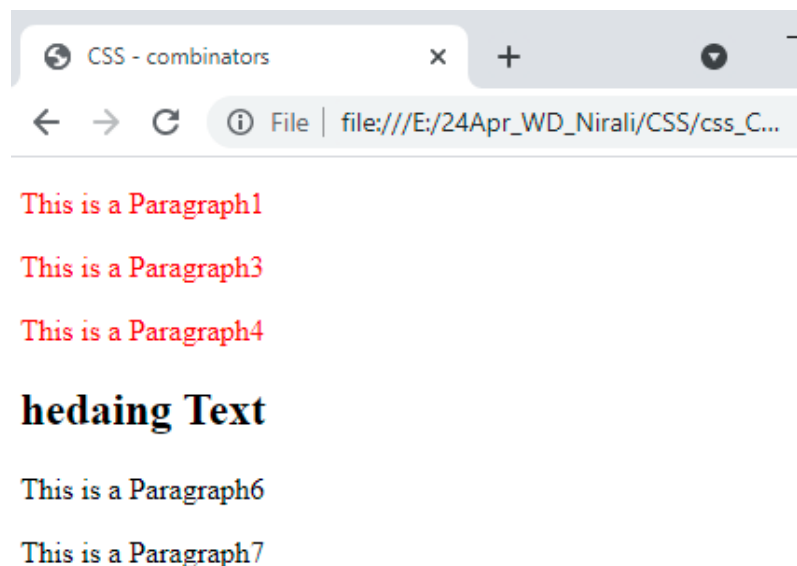 CSS - combinators
File | file:///E:/24Apr_WD_Nirali/CSS/css_C...
This is a Paragraph1
This is a Paragraph3
This is a Paragraph4
hedaing Text
This is a Paragraph6
This is a Paragraph7